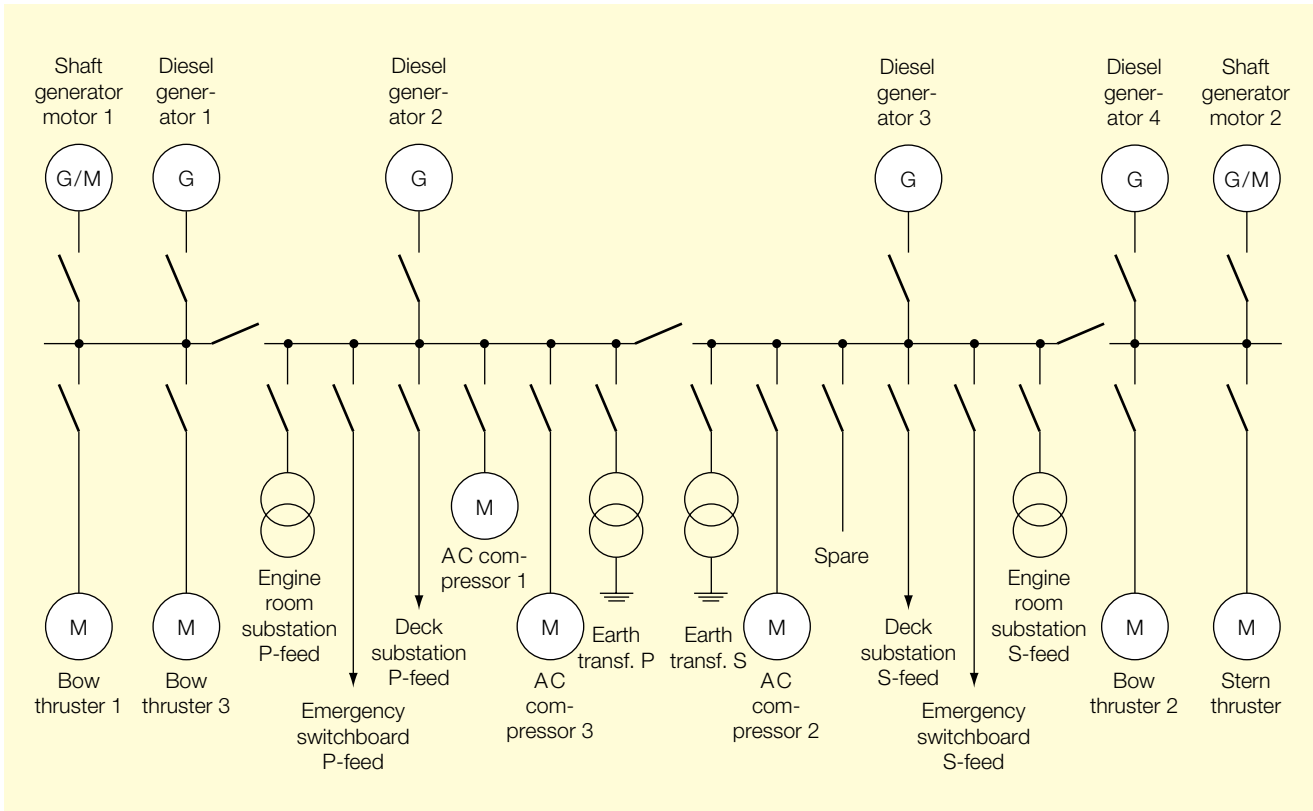 Shaft
generator
motor 1
Diesel
gener-
ator 1
Diesel
gener-
ator 2
Diesel
gener-
ator 3
Diesel
gener-
ator 4
Shaft
generator
motor 2
G/M
G
G
G
G
G/M
M
AC com-
pressor 1
Spare
Engine
room
substation
P-feed
Engine
room
substation
S-feed
M
Bow
thruster 1
M
Bow
thruster 3
Emergency
switchboard
P-feed
Deck
substation
P-feed
M
AC
com-
pressor 3
Earth
transf. P
Earth
transf. S
M
AC
com-
pressor 2
Deck
substation
S-feed
Emergency
switchboard
S-feed
M
Bow
thruster 2
M
Stern
thruster